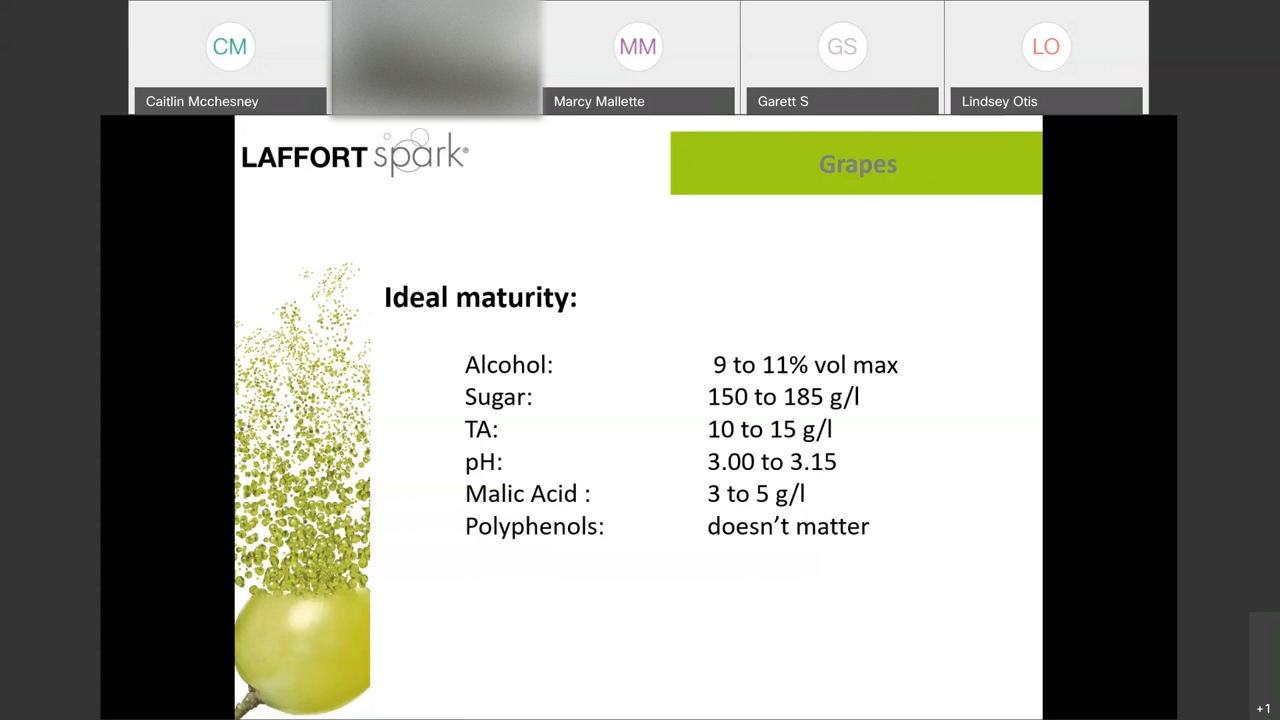 CM
MM
GS
LO
Caitlin Mcchesney
Marcy Mallette
Garett S
Lindsey Otis
LAFFORT spark®
Grapes
Ideal maturity:
Alcohol: 9 to 11% vol max
Sugar: 150 to 185 g/l
TA: 10 to 15 g/l
pH: 3.00 to 3.15
Malic Acid : 3 to 5 g/l
Polyphenols: doesn’t matter
+1